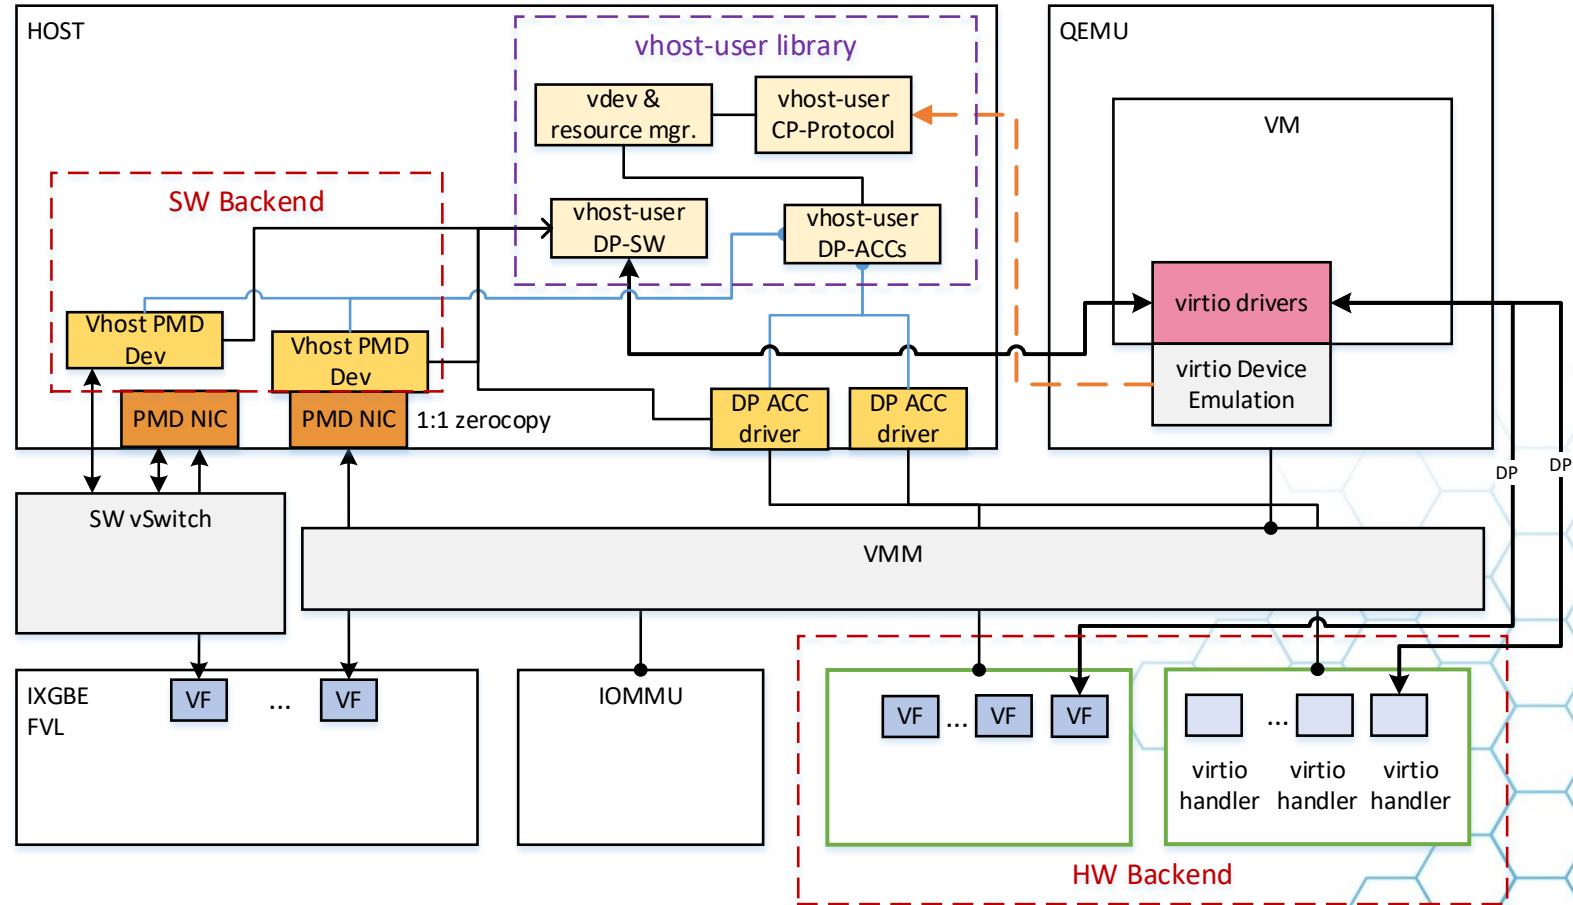 HOST
vhost-user library
QEMU
vdev &
resource mgr.
vhost-user
CP-Protocol
VM
SW Backend
vhost-user
DP-SW
vhost-user
DP-ACCs
virtio drivers
Vhost PMD
Dev
Vhost PMD
Dev
virtio Device
Emulation
PMD NIC
PMD NIC
1:1 zerocopy
DP ACC
driver
DP ACC
driver
DP
DP
SW vSwitch
VMM
IXGBE
FVL
VF
...
VF
IOMMU
VF
...
VF
VF
...
virtio
handler
virtio
handler
virtio
handler
HW Backend